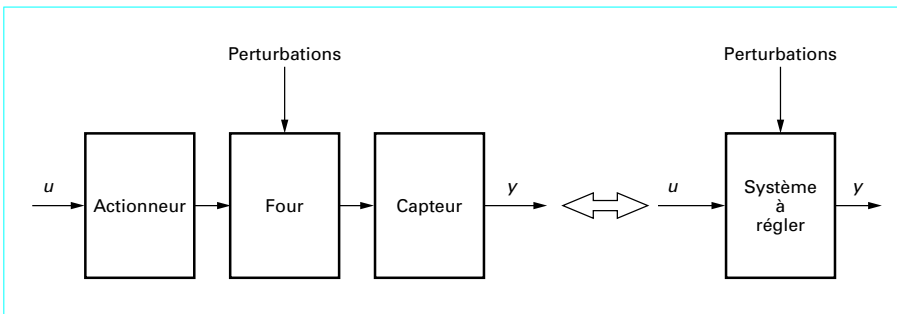 Perturbations
Perturbations
u
Actionneur
Four
Capteur
y
u
Système
à
régler
y